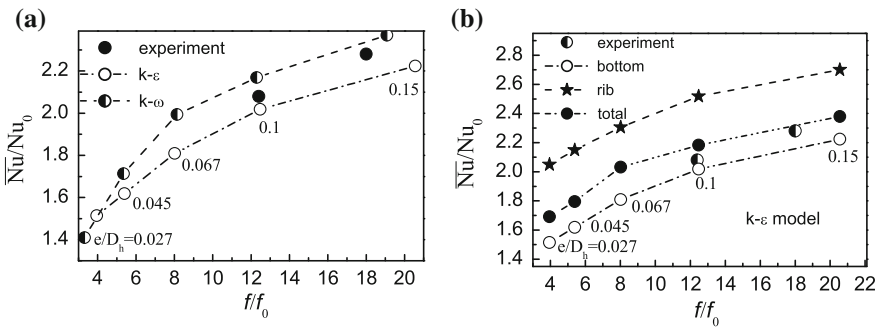 (a)
experiment
k-ε
k-ω
2.2
2.0
1.8
1.6
1.4
Nu/Nu0
0.15
0.1
0.067
0.045
e/Dh=0.027
4 6 8 10 12 14 16 18 20
f/f0
(b)
experiment
bottom
rib
total
2.8
2.6
2.4
2.2
2.0
1.8
1.6
1.4
Nu/Nu0
0.15
0.1
0.067
0.045
e/Dh=0.027
k-ε model
4 6 8 10 12 14 16 18 20 22
f/f0